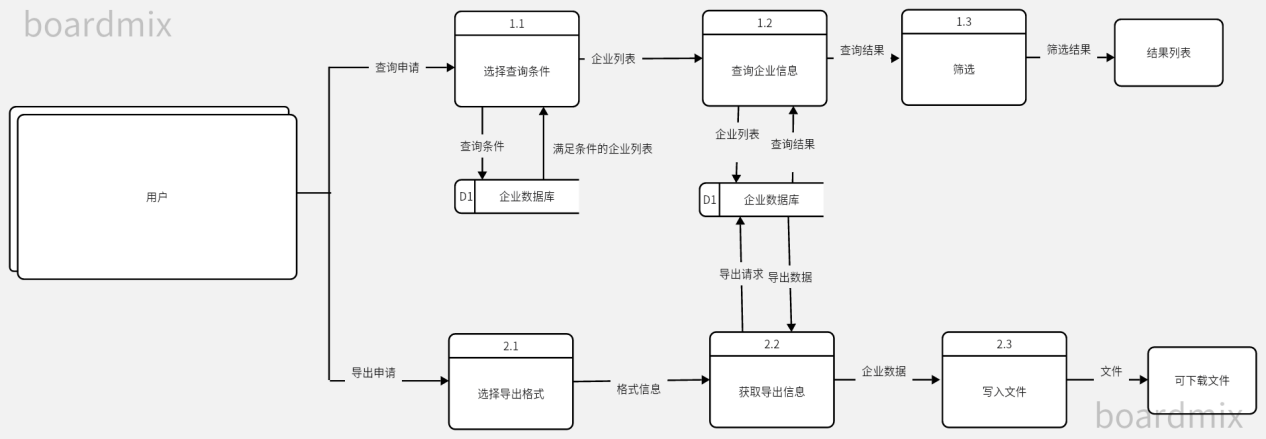 boardmix
1.1
1.2
1.3
查询申请
选择查询条件
企业列表
查询企业信息
查询结果
筛选
筛选结果
结果列表
查询条件
满足条件的企业列表
企业列表
查询结果
用户
D1
企业数据库
D1
企业数据库
导出请求
导出数据
2.1
2.2
2.3
导出申请
选择导出格式
格式信息
获取导出信息
企业数据
写入文件
文件
可下载文件
boardmix